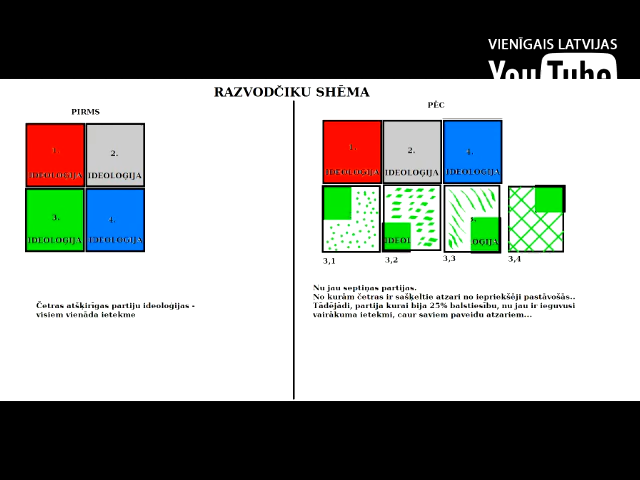 VIENĪGAIS LATVIJAS
YouTube
RAZVODČIKU SHĒMA
PIRMS
PĒC
1.
IDEOLOĢIJA
2.
IDEOLOĢIJA
3.
IDEOLOĢIJA
4.
IDEOLOĢIJA
1.
IDEOLOĢIJA
2.
IDEOLOĢIJA
4.
IDEOLOĢIJA
IDEOL
OĢIJA
3,1
3,2
3,3
3,4
Četras atšķirīgas partiju ideoloģijas -
visiem vienāda ietekme
Nu jau septiņas partijas.
No kurām četras ir sašķeltie atzari no iepriekšēji pastāvošās..
Tādējādi, partija kurai bija 25% balstiesību, nu jau ir ieguvusi
vairākuma ietekmi, caur saviem paveidu atzariem...